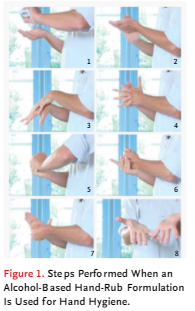 1
2
3
4
5
6
7
8
Figure 1. Steps Performed When an
Alcohol-Based Hand-Rub Formulation
Is Used for Hand Hygiene.